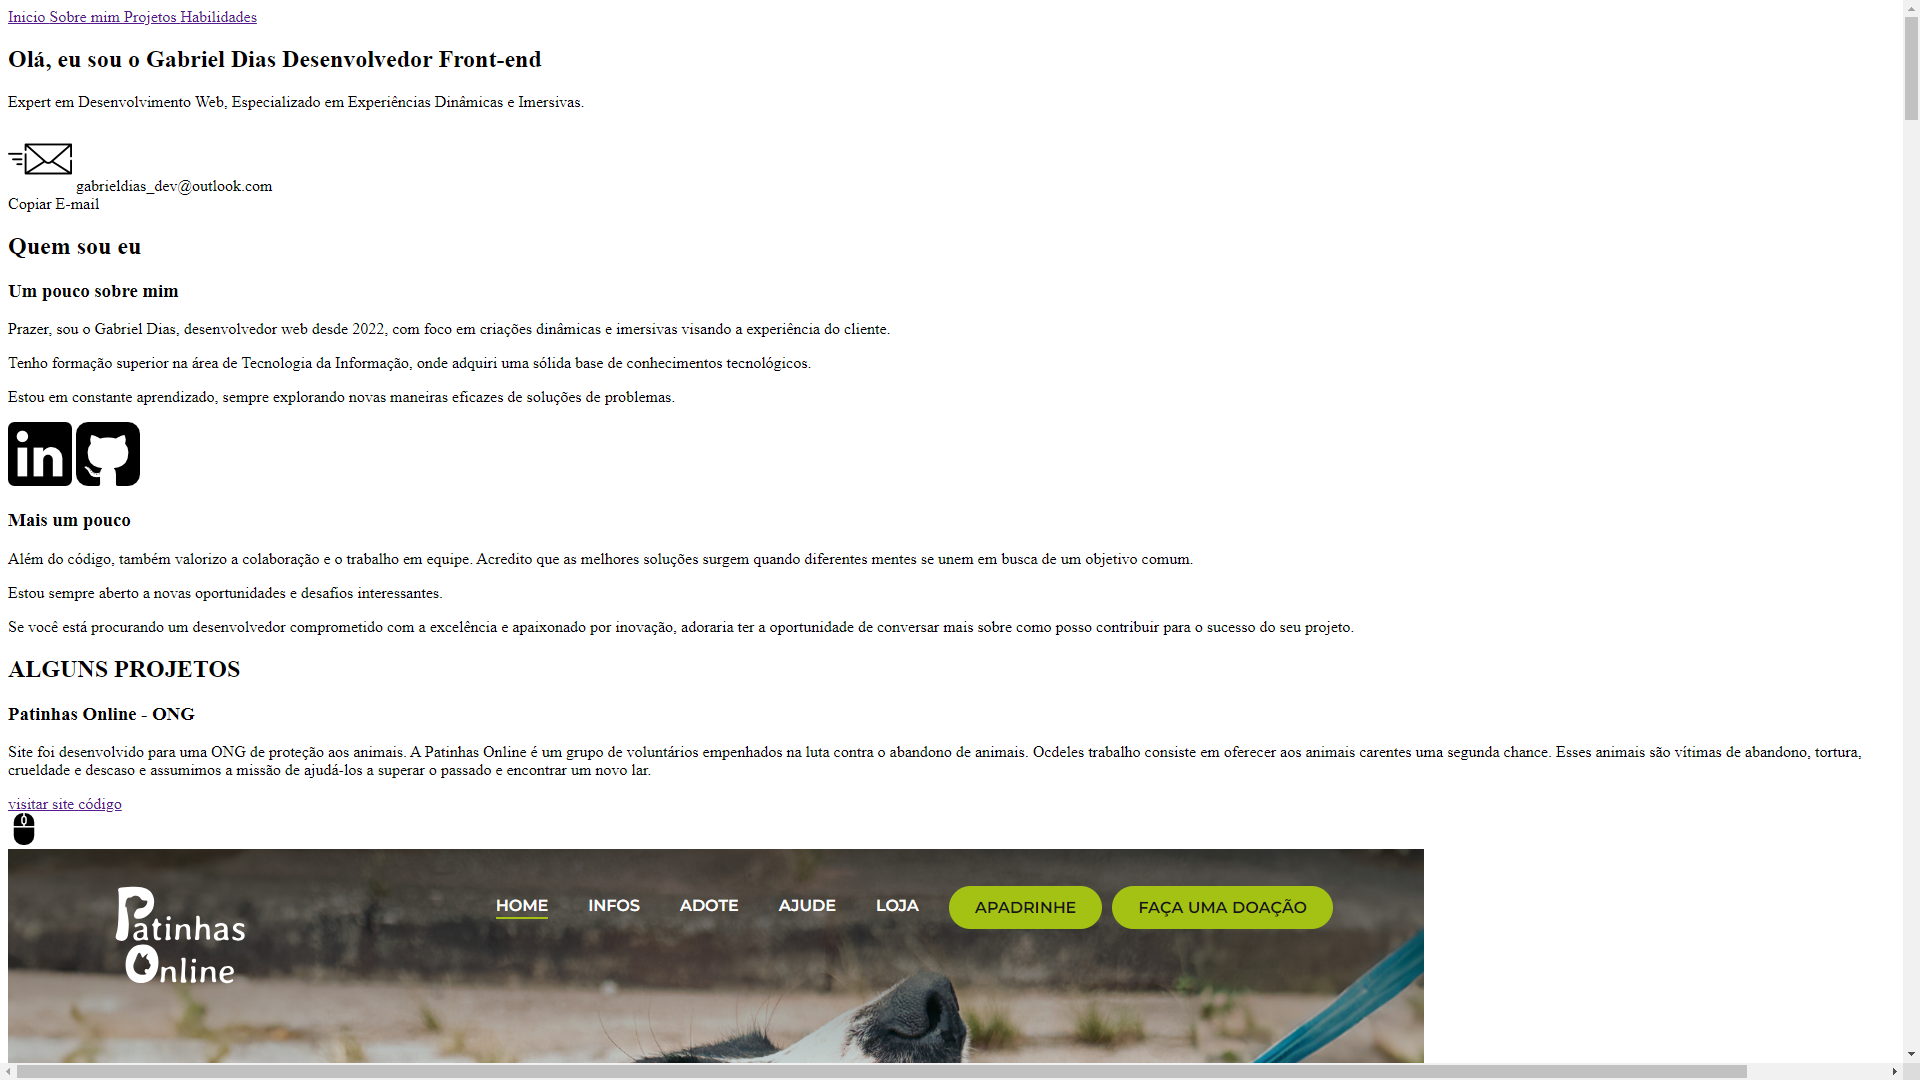 Inicio Sobre mim Projetos Habilidades
Olá, eu sou o Gabriel Dias Desenvolvedor Front-end
Expert em Desenvolvimento Web, Especializado em Experiências Dinâmicas e Imersivas.
gabrieldias_dev@outlook.com
Copiar E-mail
Quem sou eu
Um pouco sobre mim
Prazer, sou o Gabriel Dias, desenvolvedor web desde 2022, com foco em criações dinâmicas e imersivas visando a experiência do cliente.
Tenho formação superior na área de Tecnologia da Informação, onde adquiri uma sólida base de conhecimentos tecnológicos.
Estou em constante aprendizado, sempre explorando novas maneiras eficazes de soluções de problemas.
in
Mais um pouco
Além do código, também valorizo a colaboração e o trabalho em equipe. Acredito que as melhores soluções surgem quando diferentes mentes se unem em busca de um objetivo comum.
Estou sempre aberto a novas oportunidades e desafios interessantes.
Se você está procurando um desenvolvedor comprometido com a excelência e apaixonado por inovação, adoraria ter a oportunidade de conversar mais sobre como posso contribuir para o sucesso do seu projeto.
ALGUNS PROJETOS
Patinhas Online - ONG
Site foi desenvolvido para uma ONG de proteção aos animais. A Patinhas Online é um grupo de voluntários empenhados na luta contra o abandono de animais. Ocdeles trabalho consiste em oferecer aos animais carentes uma segunda chance. Esses animais são vítimas de abandono, tortura,
crueldade e descaso e assumimos a missão de ajudá-los a superar o passado e encontrar um novo lar.
visitar site código
Patinhas Online
HOME INFOS ADOTE AJUDE LOJA APADRINHE FAÇA UMA DOAÇÃO